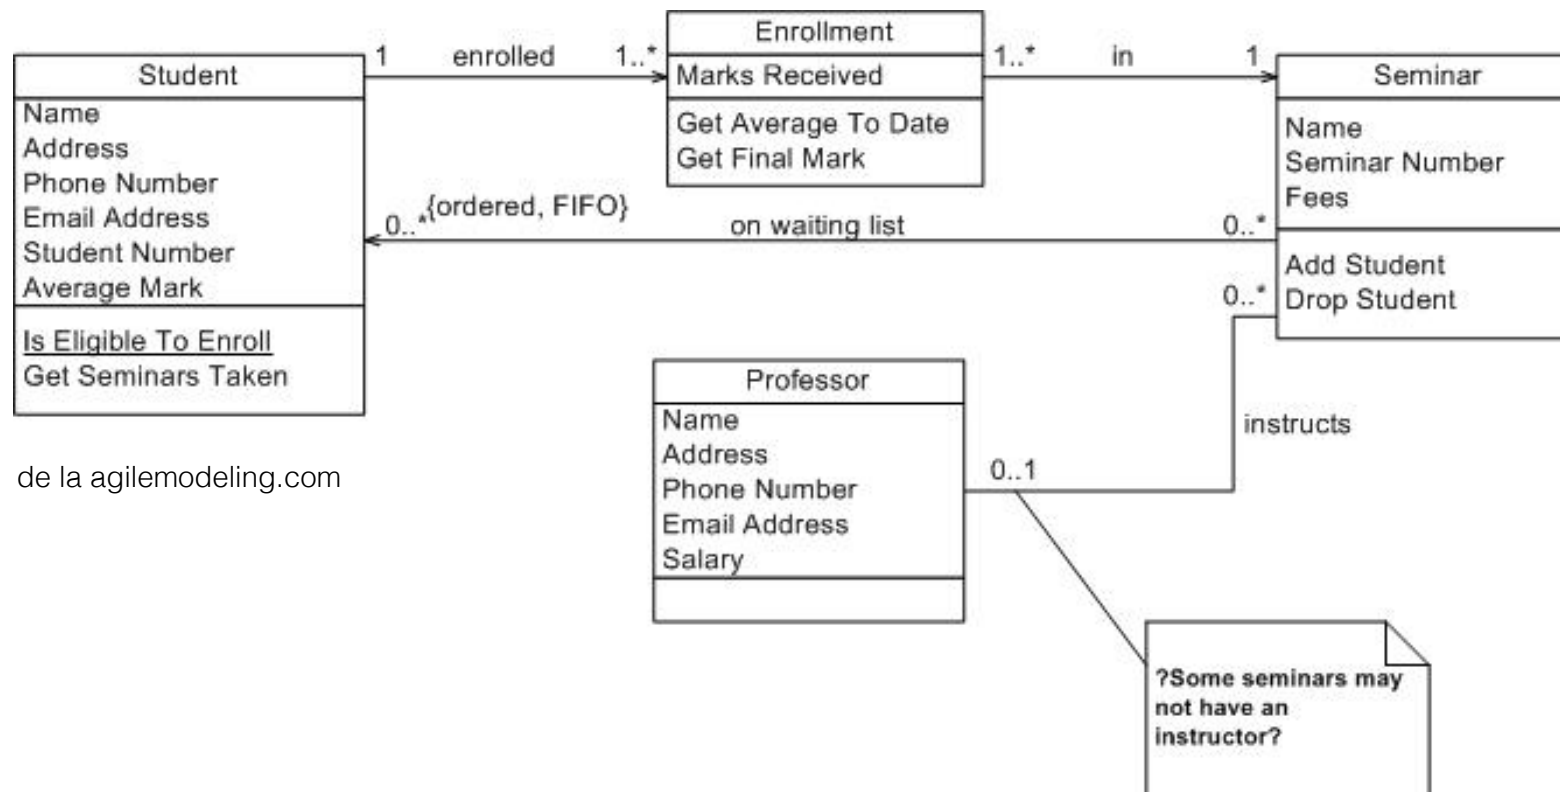 Student
Name
Address
Phone Number
Email Address
Student Number
Average Mark
Is Eligible To Enroll
Get Seminars Taken
1
enrolled
1..*
Enrollment
Marks Received
Get Average To Date
Get Final Mark
1..*
in
1
Seminar
Name
Seminar Number
Fees
Add Student
Drop Student
0..*
{ordered, FIFO}
on waiting list
0..*
0..*
instructs
Professor
Name
Address
Phone Number
Email Address
Salary
0..1
de la agilemodeling.com
?Some seminars may
not have an
instructor?